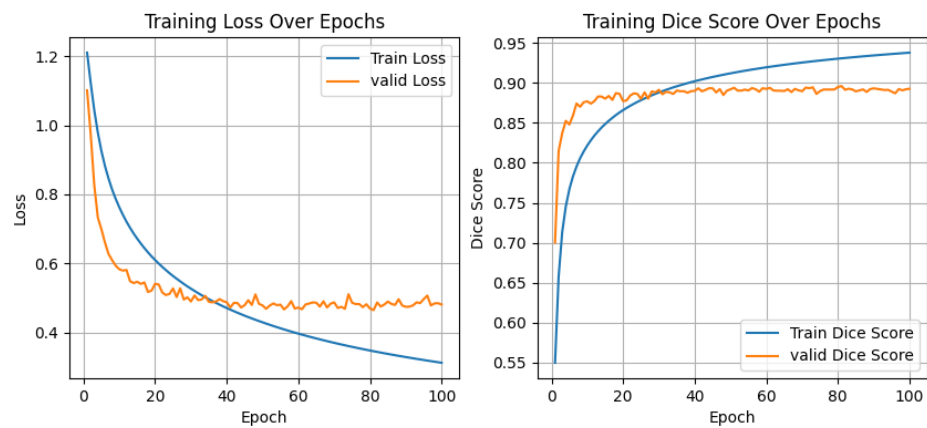 Training Loss Over Epochs
Train Loss
valid Loss
Loss
1.2
1.0
0.8
0.6
0.4
0
20
40
60
80
100
Epoch
Training Dice Score Over Epochs
Dice Score
0.95
0.90
0.85
0.80
0.75
0.70
0.65
0.60
0.55
Train Dice Score
valid Dice Score
0
20
40
60
80
100
Epoch